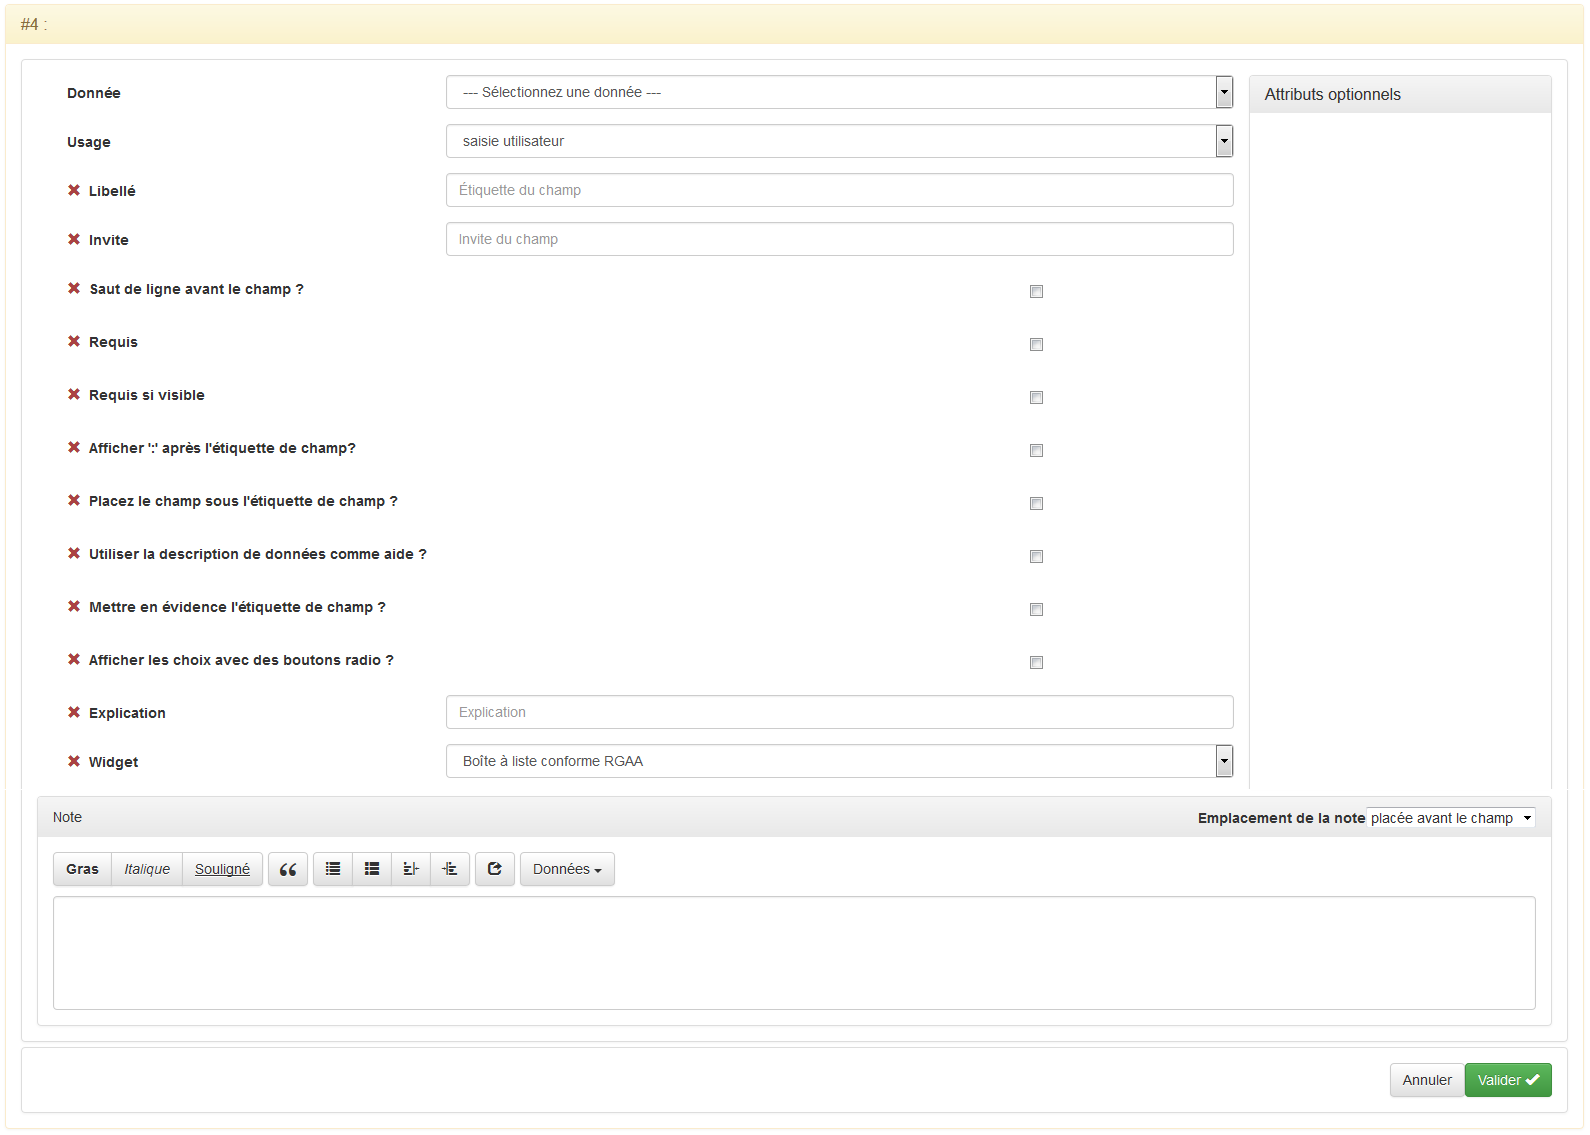 #4 :
Donnée
--- Sélectionnez une donnée ---
Attributs optionnels
Usage
saisie utilisateur
Libellé
Étiquette du champ
Invite
Invite du champ
Saut de ligne avant le champ ?
Requis
Requis si visible
Afficher ':' après l'étiquette de champ?
Placez le champ sous l'étiquette de champ ?
Utiliser la description de données comme aide ?
Mettre en évidence l'étiquette de champ ?
Afficher les choix avec des boutons radio ?
Explication
Explication
Widget
Boîte à liste conforme RGAA
Note
Emplacement de la note placée avant le champ
Gras Italique Souligné Données
Annuler Valider